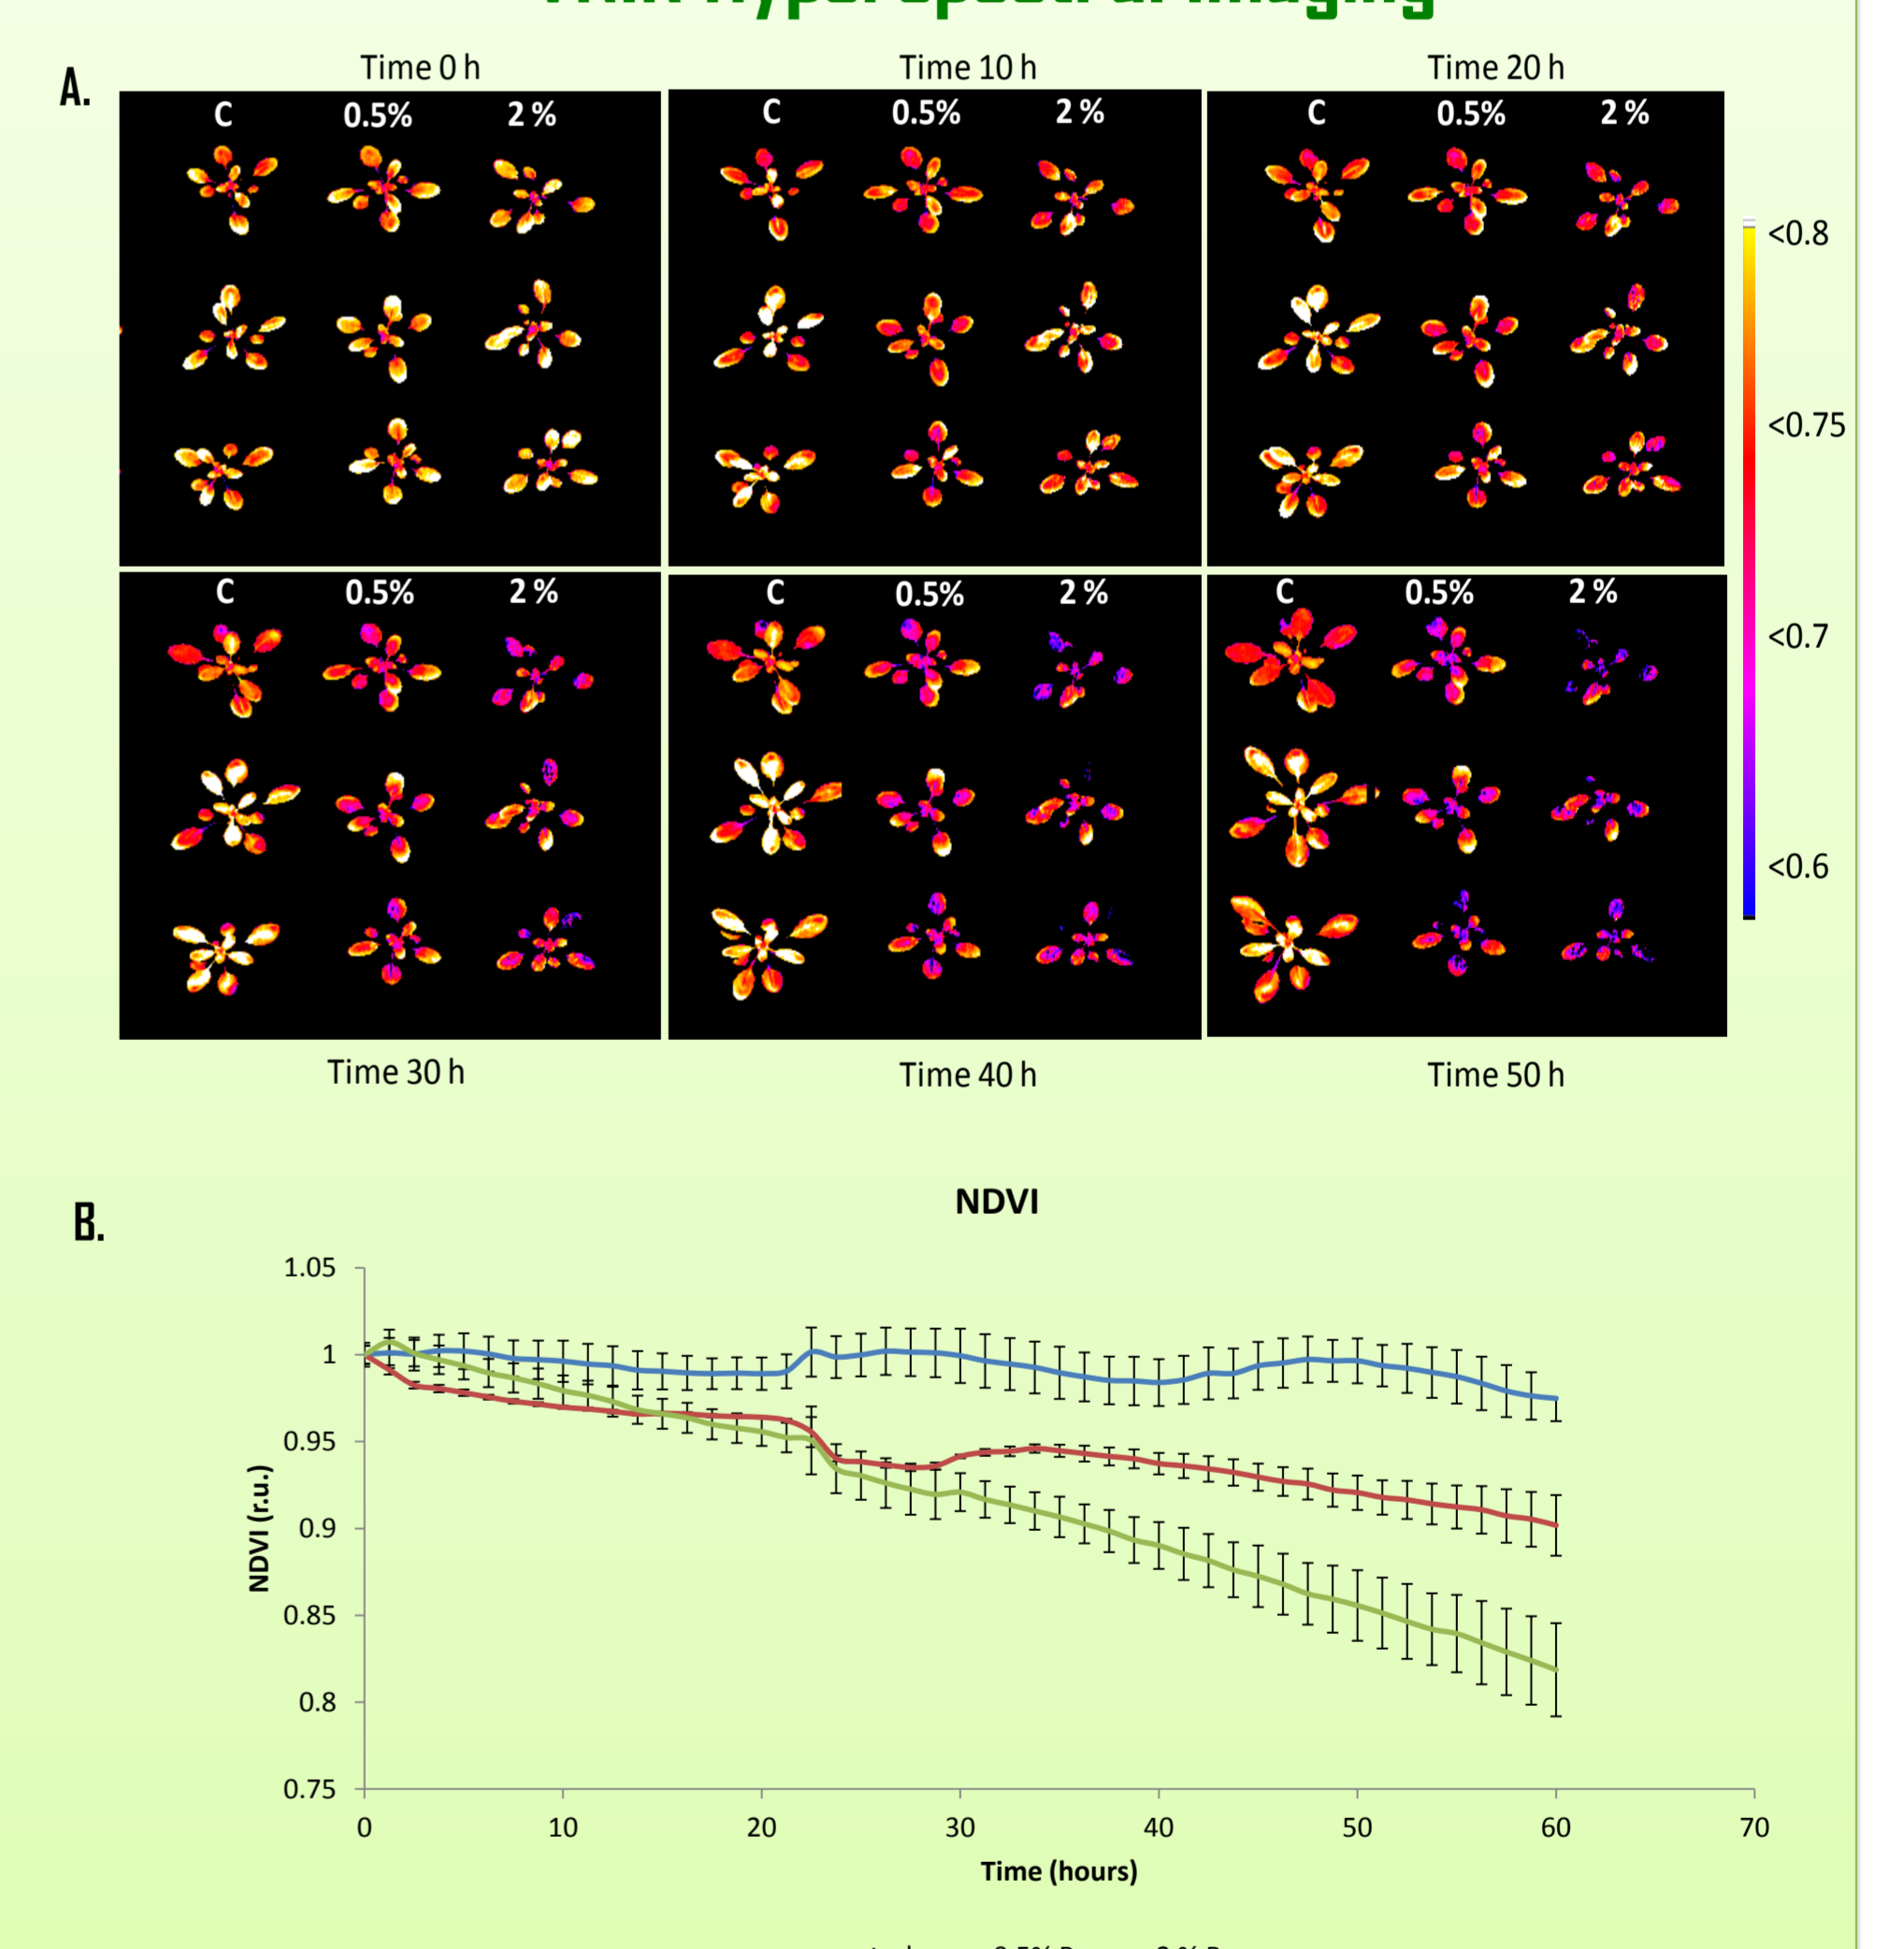 Hyperspectral Imaging
A.
Time 0 h Time 10 h Time 20 h
C 0.5% 2 % C 0.5% 2 % C 0.5% 2 %
<0.8
<0.75
<0.7
<0.6
C 0.5% 2 % C 0.5% 2 % C 0.5% 2 %
Time 30 h Time 40 h Time 50 h
B.
NDVI
1.05
1
0.95
0.9
0.85
0.8
0.75
NDVI (r.u.)
0 10 20 30 40 50 60 70
Time (hours)